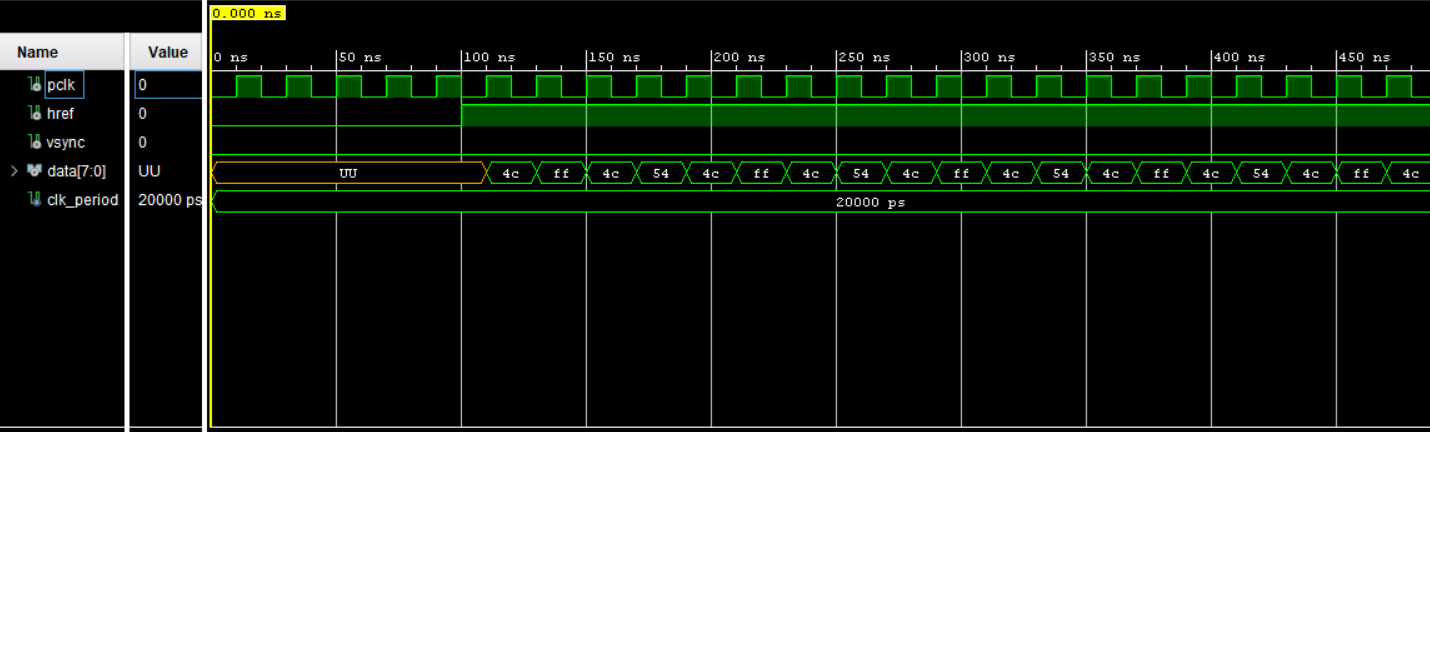 0.000 ns
Name Value
0 ns 50 ns 100 ns 150 ns 200 ns 250 ns 300 ns 350 ns 400 ns 450 ns
pclk 0
href 0
vsync 0
data[7:0] UU UU 4c ff 4c 54 4c ff 4c 54 4c ff 4c 54 4c ff 4c 54 4c ff 4c
clk_period 20000 ps 20000 ps